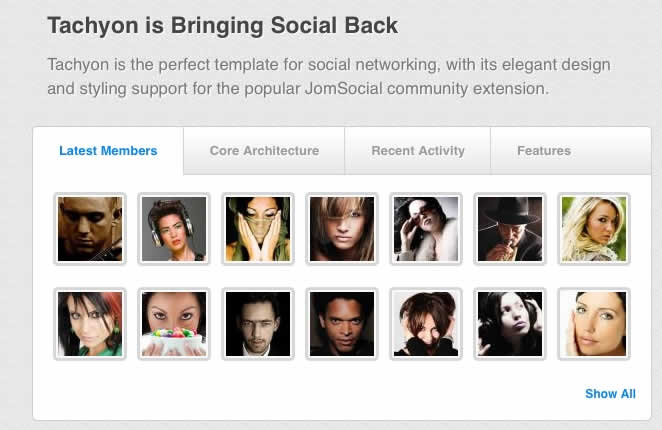 Tachyon is Bringing Social Back
Tachyon is the perfect template for social networking, with its elegant design
and styling support for the popular JomSocial community extension.
Latest Members
Core Architecture
Recent Activity
Features
Show All